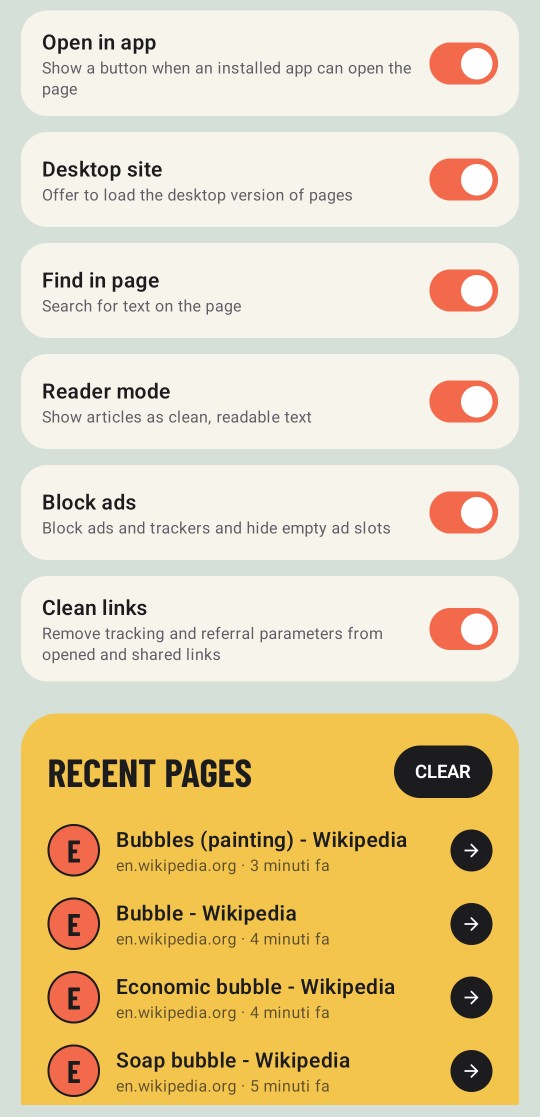 Open in app
Show a button when an installed app can open the
page
Desktop site
Offer to load the desktop version of pages
Find in page
Search for text on the page
Reader mode
Show articles as clean, readable text
Block ads
Block ads and trackers and hide empty ad slots
Clean links
Remove tracking and referral parameters from
opened and shared links
RECENT PAGES
CLEAR
E
Bubbles (painting) - Wikipedia
en.wikipedia.org · 3 minuti fa
E
Bubble - Wikipedia
en.wikipedia.org · 4 minuti fa
E
Economic bubble - Wikipedia
en.wikipedia.org · 4 minuti fa
E
Soap bubble - Wikipedia
en.wikipedia.org · 5 minuti fa